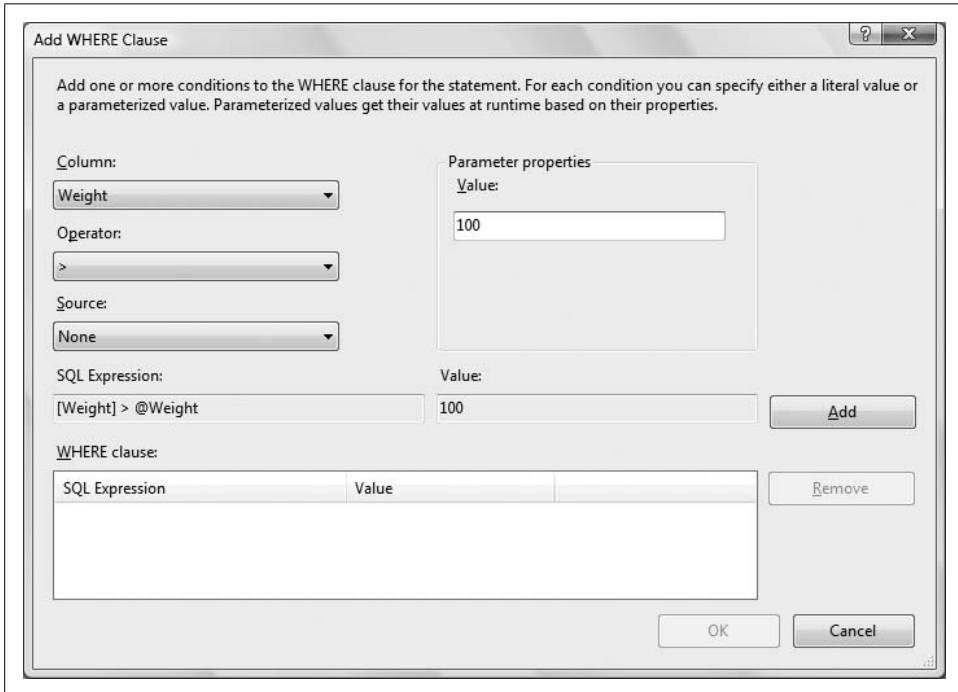 Add WHERE Clause
? X
Add one or more conditions to the WHERE clause for the statement. For each condition you can specify either a literal value or
a parameterized value. Parameterized values get their values at runtime based on their properties.
Column:
Weight
Operator:
>
Source:
None
Parameter properties
Value:
100
SQL Expression:
[Weight] > @Weight
Value:
100
Add
WHERE clause:
SQL Expression Value
Remove
OK Cancel